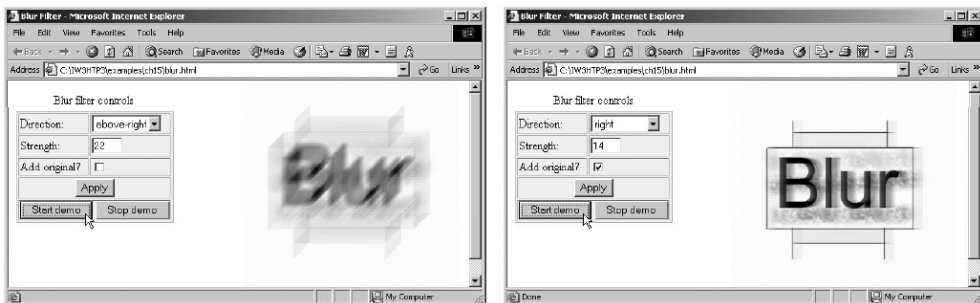 Blur Filter - Microsoft Internet Explorer
File Edit View Favorites Tools Help
Back Search Favorites Media
Address C:\IW3HTP3\examples\ch15\blur.html Go Links »
Blur filter controls
Direction: above-right
Strength: 22
Add original?
Apply
Start demo Stop demo
Blur
My Computer
Blur Filter - Microsoft Internet Explorer
File Edit View Favorites Tools Help
Back Search Favorites Media
Address C:\IW3HTP3\examples\ch15\blur.html Go Links »
Blur filter controls
Direction: right
Strength: 14
Add original?
Apply
Start demo Stop demo
Blur
Done My Computer